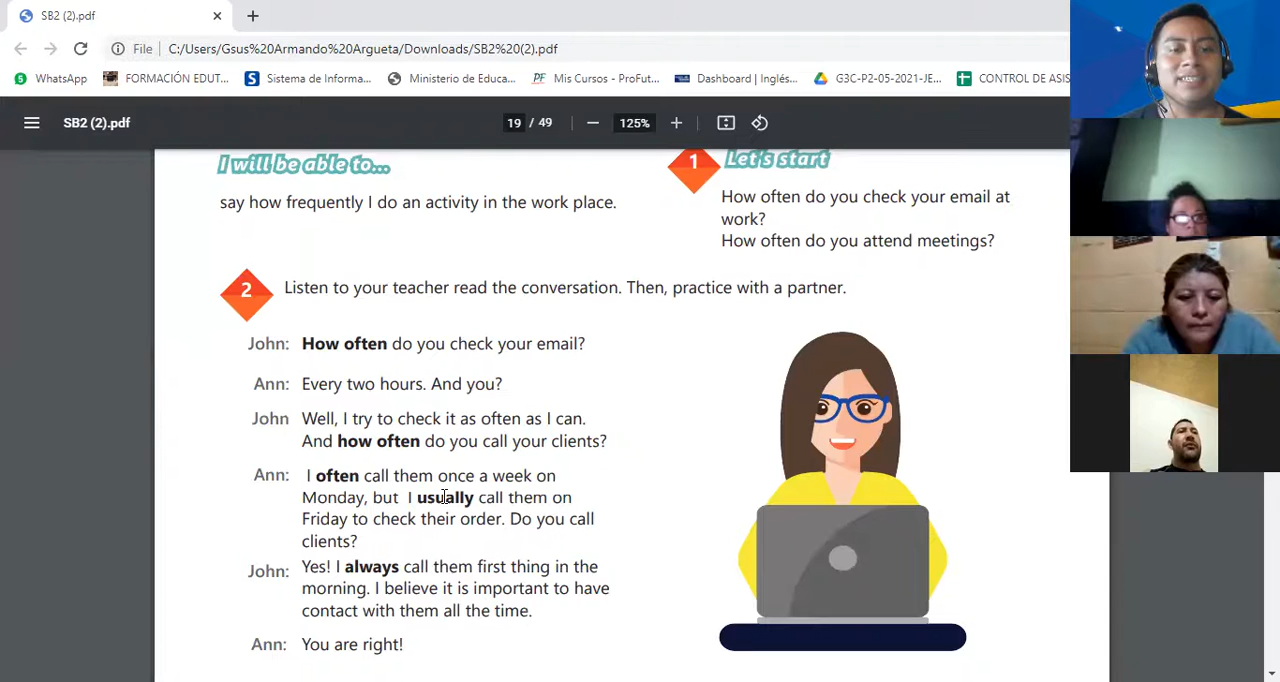 SB2 (2).pdf
File
C:/Users/Gsus%20Armando%20Argueta/Downloads/SB2%20(2).pdf
WhatsApp
FORMACIÓN EDUT...
Sistema de Informa...
Ministerio de Educa...
Mis Cursos - ProFut...
Dashboard | Inglés...
G3C-P2-05-2021-JE...
CONTROL DE ASIS
SB2 (2).pdf
19 / 49
125%
I will be able to...
say how frequently I do an activity in the work place.
1
Let's start
How often do you check your email at
work?
How often do you attend meetings?
2
Listen to your teacher read the conversation. Then, practice with a partner.
John: How often do you check your email?
Ann: Every two hours. And you?
John Well, I try to check it as often as I can.
And how often do you call your clients?
Ann: I often call them once a week on
Monday, but I usually call them on
Friday to check their order. Do you call
clients?
John: Yes! I always call them first thing in the
morning. I believe it is important to have
contact with them all the time.
Ann: You are right!